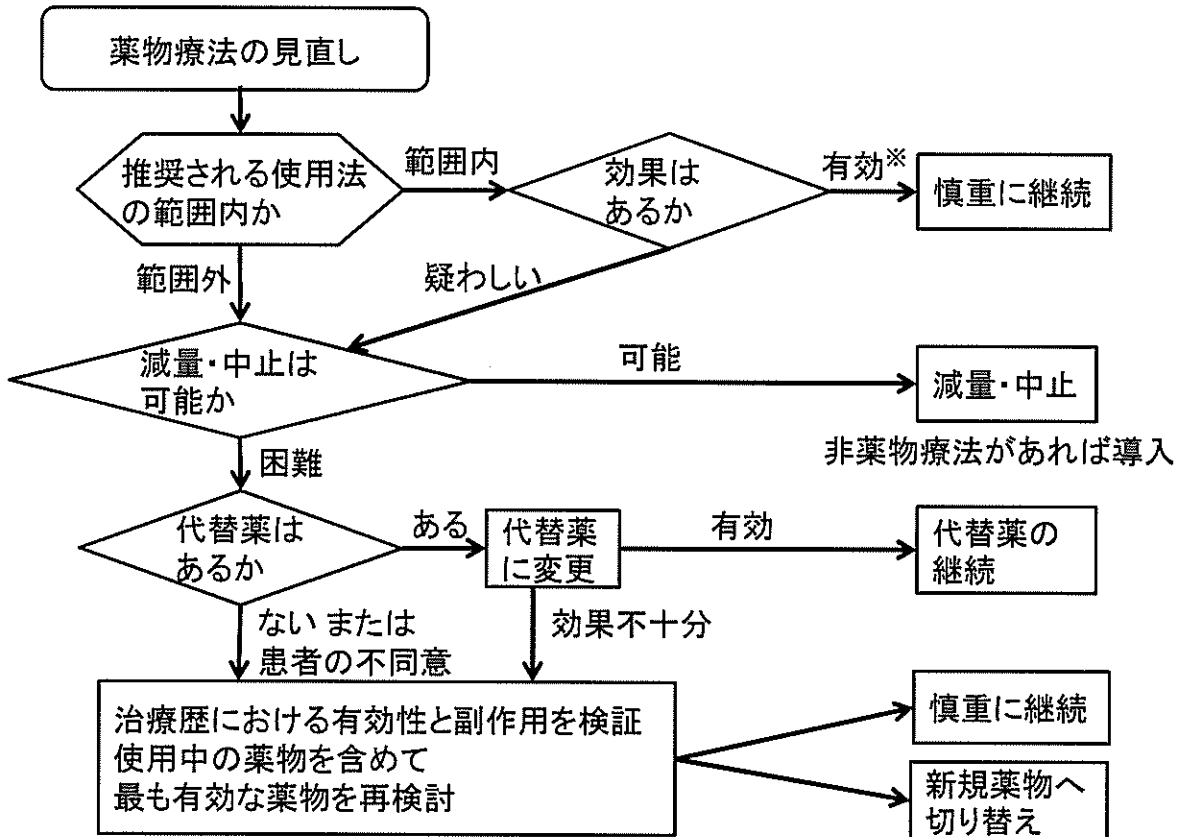 薬物療法の見直し
推奨される使用法
の範囲内か
範囲内
効果は
あるか
有効※
慎重に継続
範囲外
疑わしい
減量・中止は
可能か
可能
減量・中止
非薬物療法があれば導入
困難
代替薬は
あるか
ある
代替薬
に変更
有効
代替薬の
継続
ない または
患者の不同意
効果不十分
治療歴における有効性と副作用を検証
使用中の薬物を含めて
最も有効な薬物を再検討
慎重に継続
新規薬物へ
切り替え